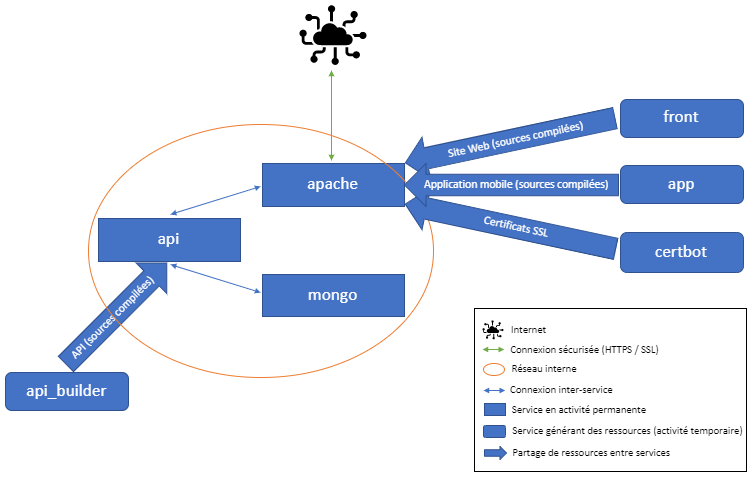 front
Site Web (sources compilées)
apache
Application mobile (sources compilées)
app
Certificats SSL
api
certbot
mongo
API (sources compilées)
api_builder
Internet
Connexion sécurisée (HTTPS / SSL)
Réseau interne
Connexion inter-service
Service en activité permanente
Service générant des ressources (activité temporaire)
Partage de ressources entre services